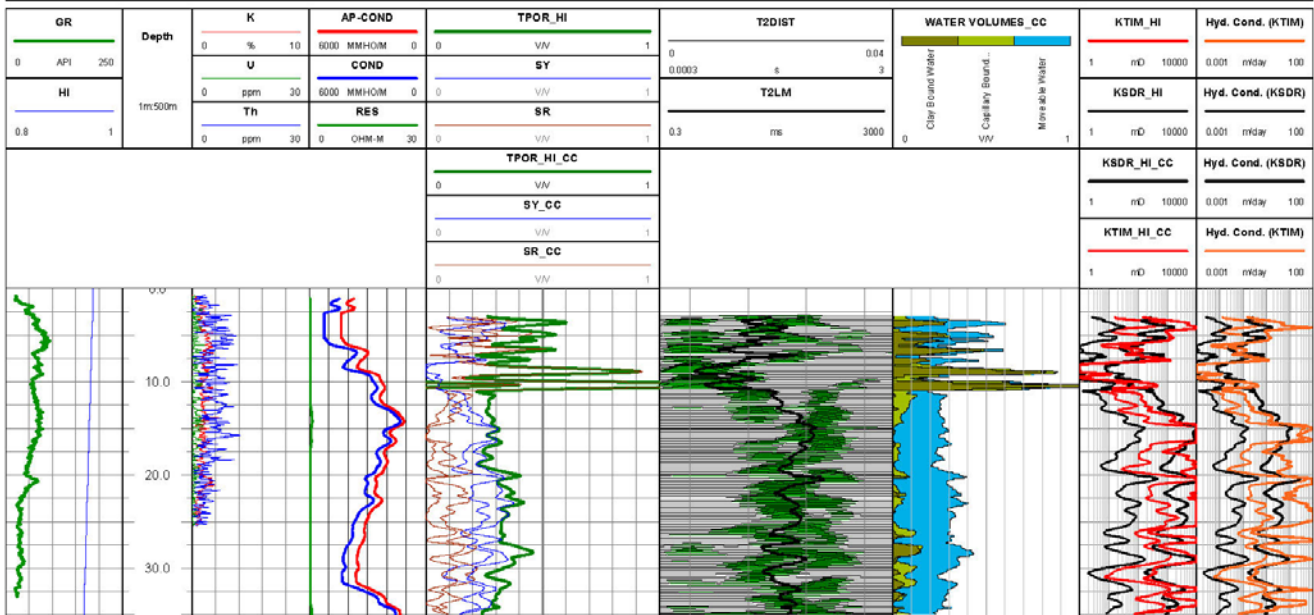 GR
0 API 250
HI
0.8 1
Depth
1m:500m
K
0 % 10
U
0 ppm 30
Th
0 ppm 30
AP-COND
6000 MMHO/M 0
COND
6000 MMHO/M 0
RES
0 OHM-M 30
TPOR_HI
0 V/V 1
SY
0 V/V 1
SR
0 V/V 1
TPOR_HI_CC
0 V/V 1
SY_CC
0 V/V 1
SR_CC
0 V/V 1
T2DIST
0 0.04
0.0003 s 3
T2LM
0.3 ms 3000
WATER VOLUMES_CC
Clay Bound Water
Capillary Bound...
Moveable Water
0 V/V 1
KTIM_HI
1 mD 10000
KSDR_HI
1 mD 10000
KSDR_HI_CC
1 mD 10000
KTIM_HI_CC
1 mD 10000
Hyd. Cond. (KTIM)
0.001 m/day 100
Hyd. Cond. (KSDR)
0.001 m/day 100
Hyd. Cond. (KSDR)
0.001 m/day 100
Hyd. Cond. (KTIM)
0.001 m/day 100
0.0
10.0
20.0
30.0